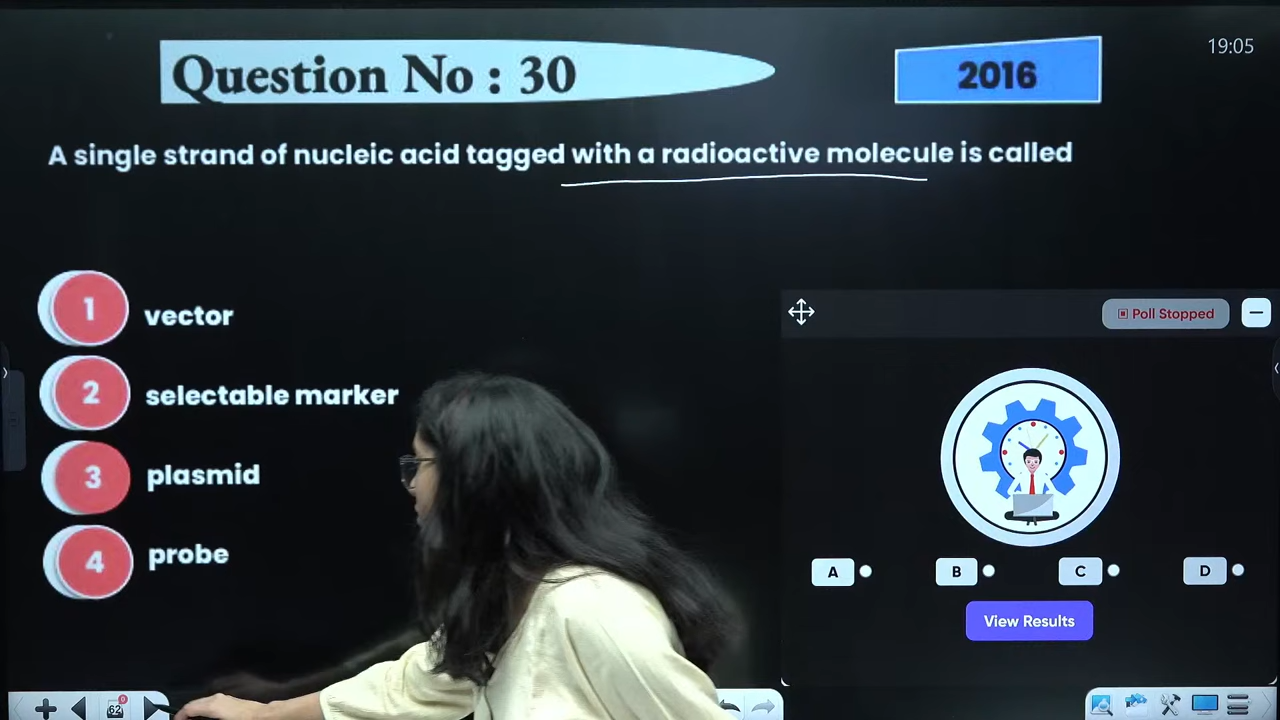 Question No : 30
2016
19:05
A single strand of nucleic acid tagged with a radioactive molecule is called
1 vector
2 selectable marker
3 plasmid
4 probe
Poll Stopped
A
B
C
D
View Results
62